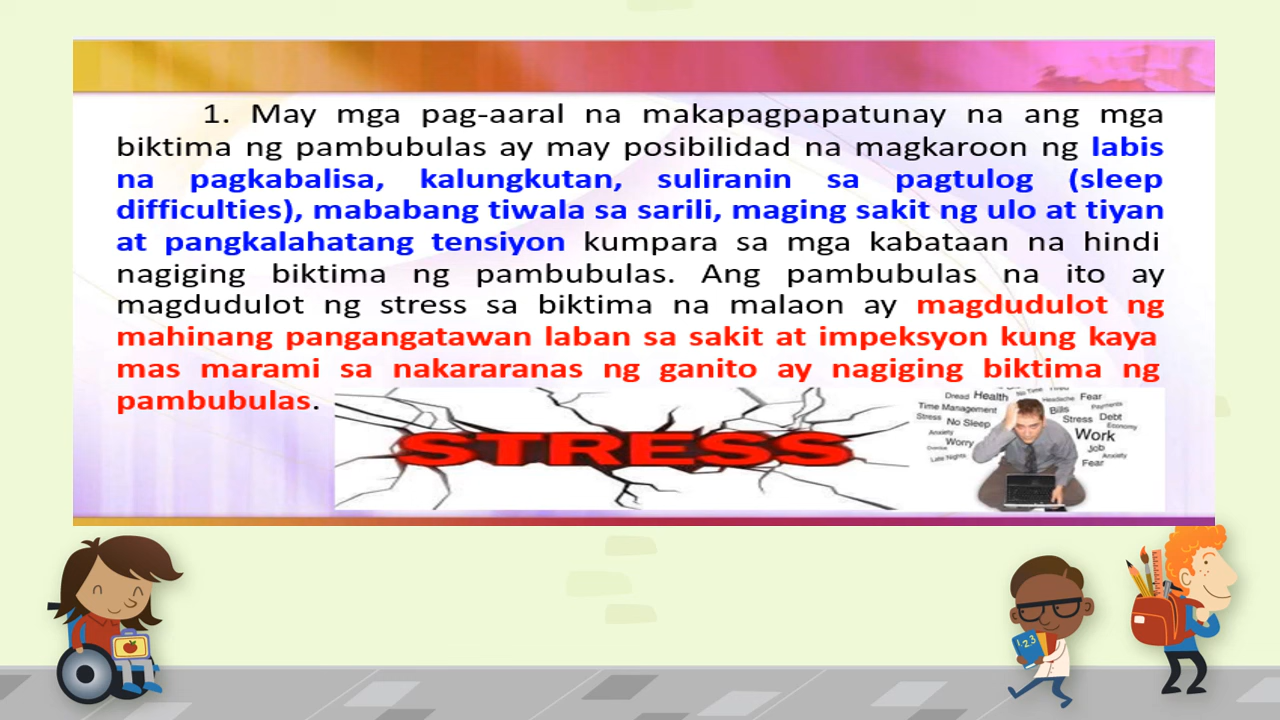 1. May mga pag-aaral na makapagpapatunay na ang mga
biktima ng pambubulas ay may posibilidad na magkaroon ng labis
na pagkabalisa, kalungkutan, suliranin sa pagtulog (sleep
difficulties), mababang tiwala sa sarili, maging sakit ng ulo at tiyan
at pangkalahatang tensiyon kumpara sa mga kabataan na hindi
nagiging biktima ng pambubulas. Ang pambubulas na ito ay
magdudulot ng stress sa biktima na malaon ay magdudulot ng
mahinang pangangatawan laban sa sakit at impeksyon kung kaya
mas marami sa nakararanas ng ganito ay nagiging biktima ng
pambubulas.
STRESS
Dread Health No Time
Headache Fear
Time Management Bills Payments
Stress No Sleep Stress Debt
Economy
Anxiety Work
Worry Job
Late Nights Anxiety
Fear
1 2 3